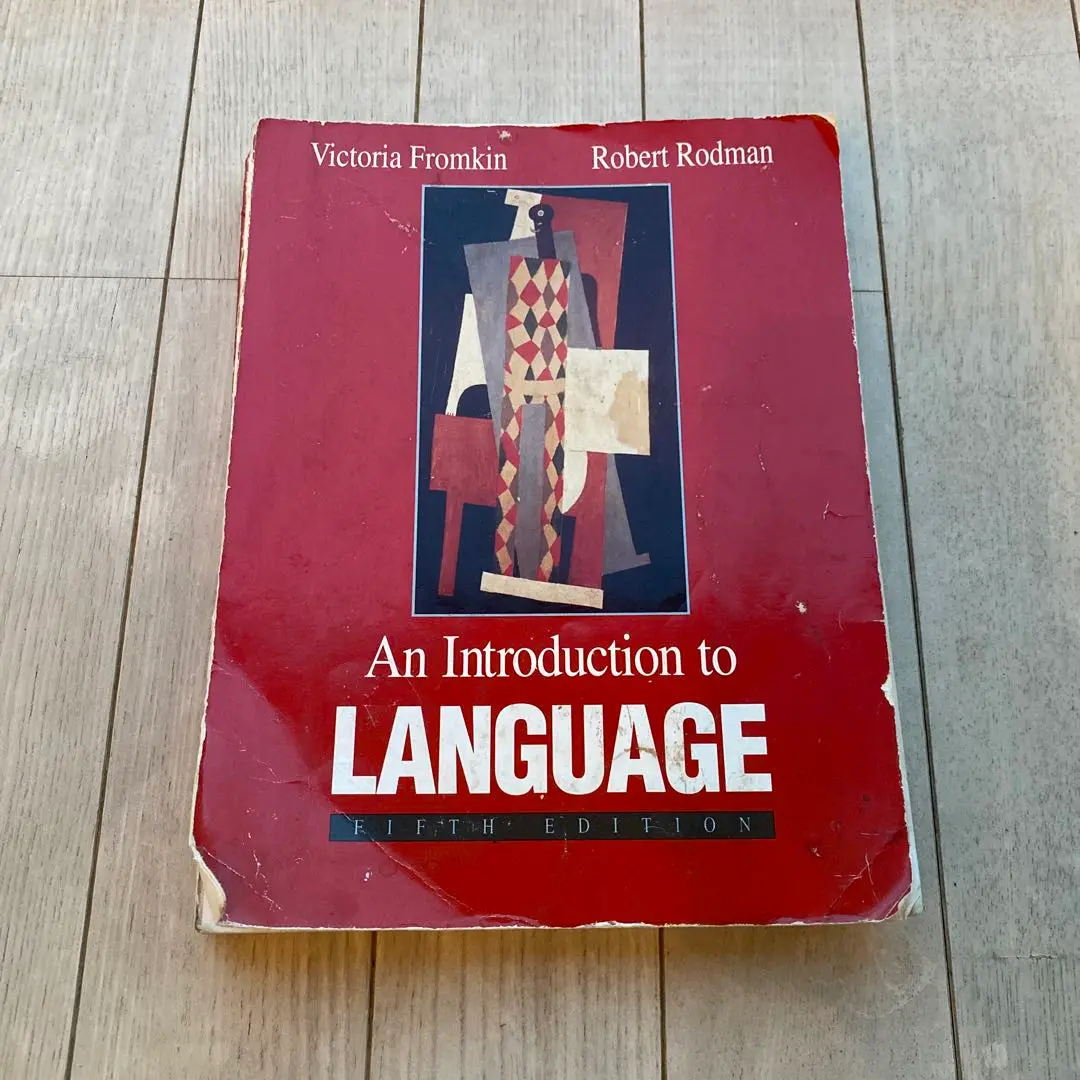 Victoria Fromkin Robert Rodman
An Introduction to
LANGUAGE
FIFTH EDITION